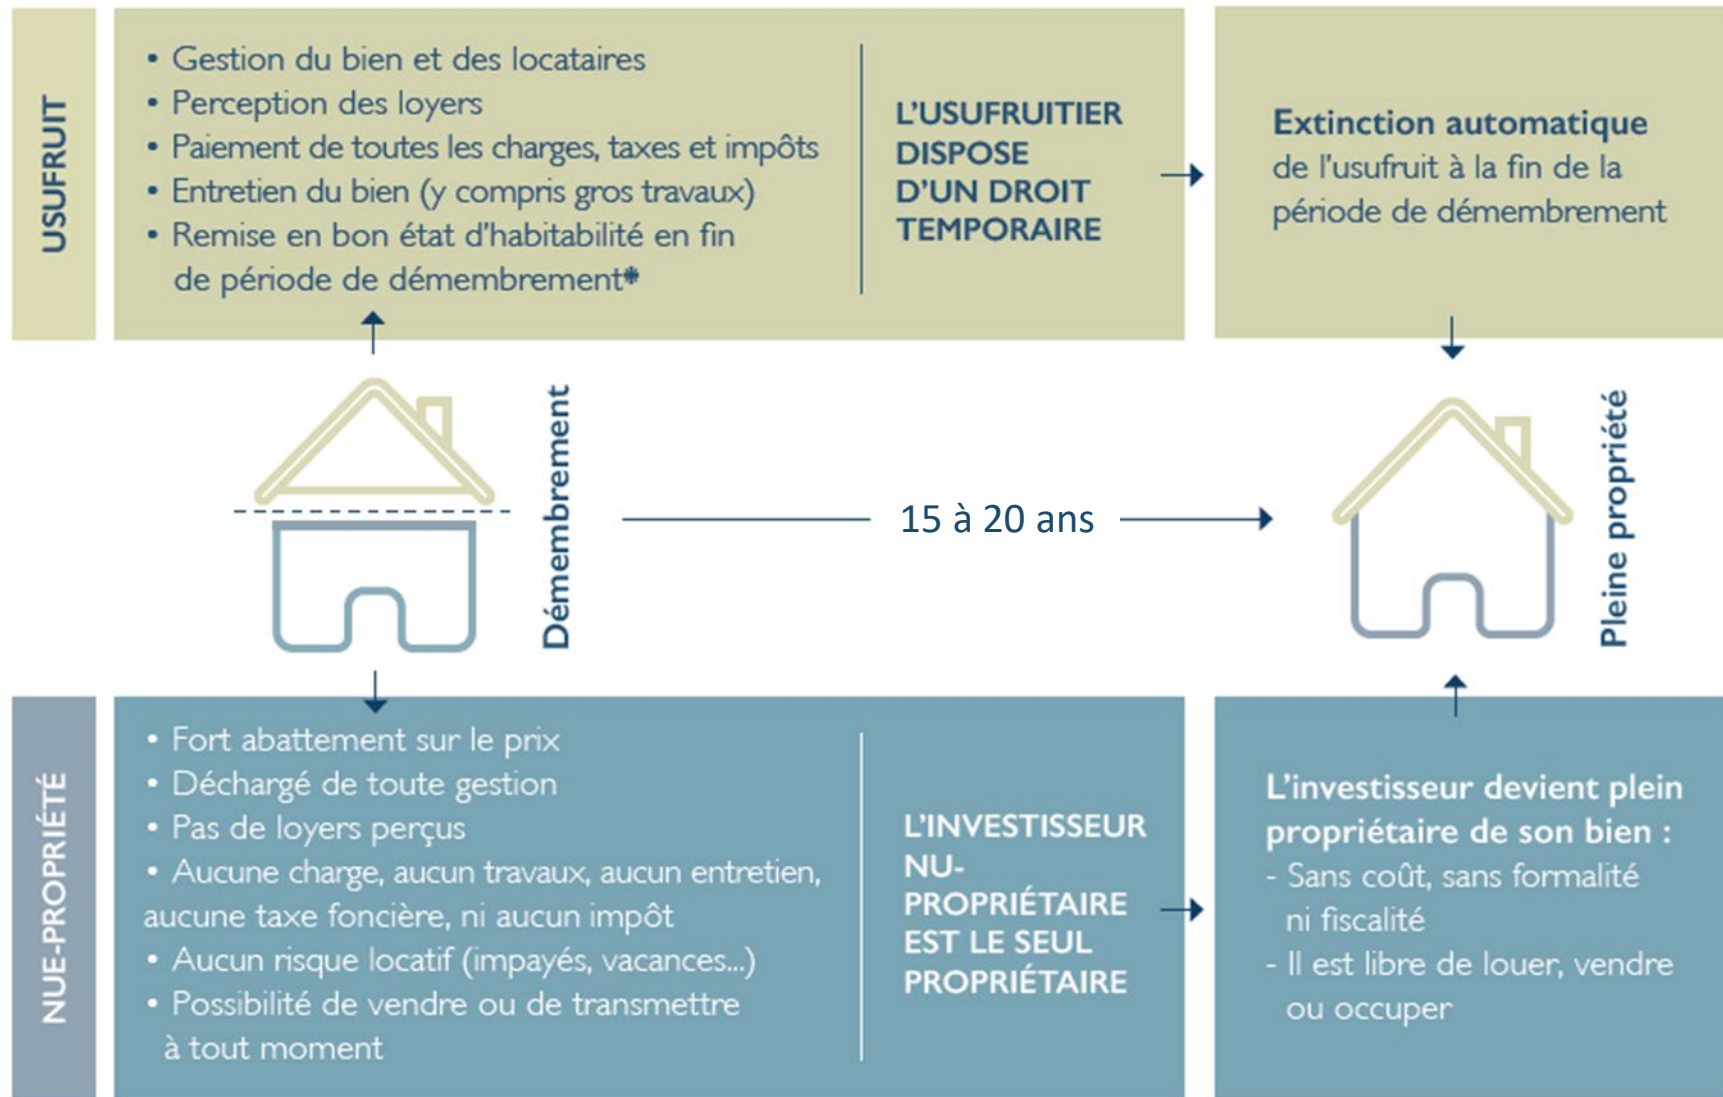 USUFRUIT
• Gestion du bien et des locataires
• Perception des loyers
• Paiement de toutes les charges, taxes et impôts
• Entretien du bien (y compris gros travaux)
• Remise en bon état d'habitabilité en fin
de période de démembrement*
L'USUFRUITIER
DISPOSE
D'UN DROIT
TEMPORAIRE
Extinction automatique
de l'usufruit à la fin de la
période de démembrement
Démembrement
15 à 20 ans
Pleine propriété
NUE-PROPRIÉTÉ
• Fort abattement sur le prix
• Déchargé de toute gestion
• Pas de loyers perçus
• Aucune charge, aucun travaux, aucun entretien,
aucune taxe foncière, ni aucun impôt
• Aucun risque locatif (impayés, vacances...)
• Possibilité de vendre ou de transmettre
à tout moment
L'INVESTISSEUR
NU-
PROPRIÉTAIRE
EST LE SEUL
PROPRIÉTAIRE
L'investisseur devient plein
propriétaire de son bien :
- Sans coût, sans formalité
ni fiscalité
- Il est libre de louer, vendre
ou occuper